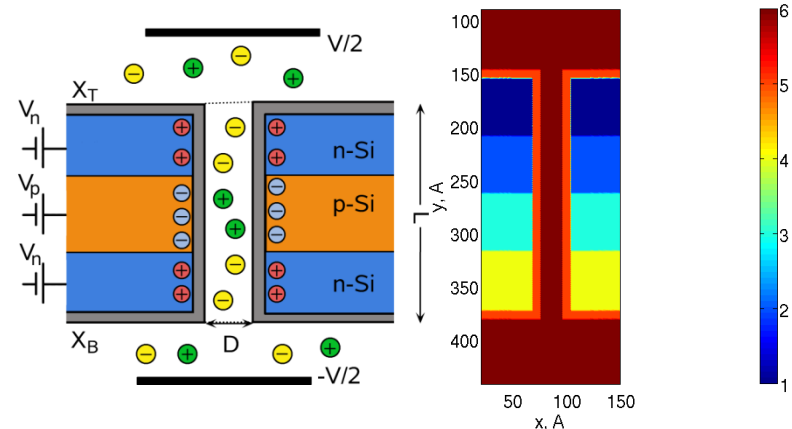 V/2
− + − +
X_T
V_n
V_p
V_n
+ + n-Si
− − − p-Si
+ + n-Si
+ + − − − + +
− − + + − −
L
X_B
D
− + − +
-V/2
100
150
200
250
300
350
400
y, A
50 100 150
x, A
6
5
4
3
2
1